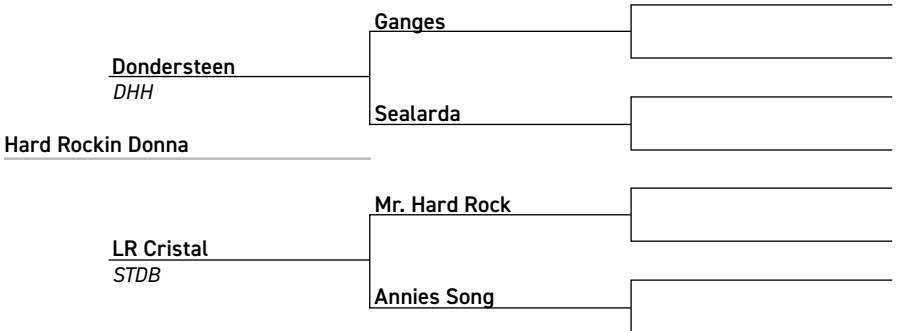 Ganges
Dondersteen
DHH
Sealarda
Hard Rockin Donna
Mr. Hard Rock
LR Cristal
STDB
Annies Song